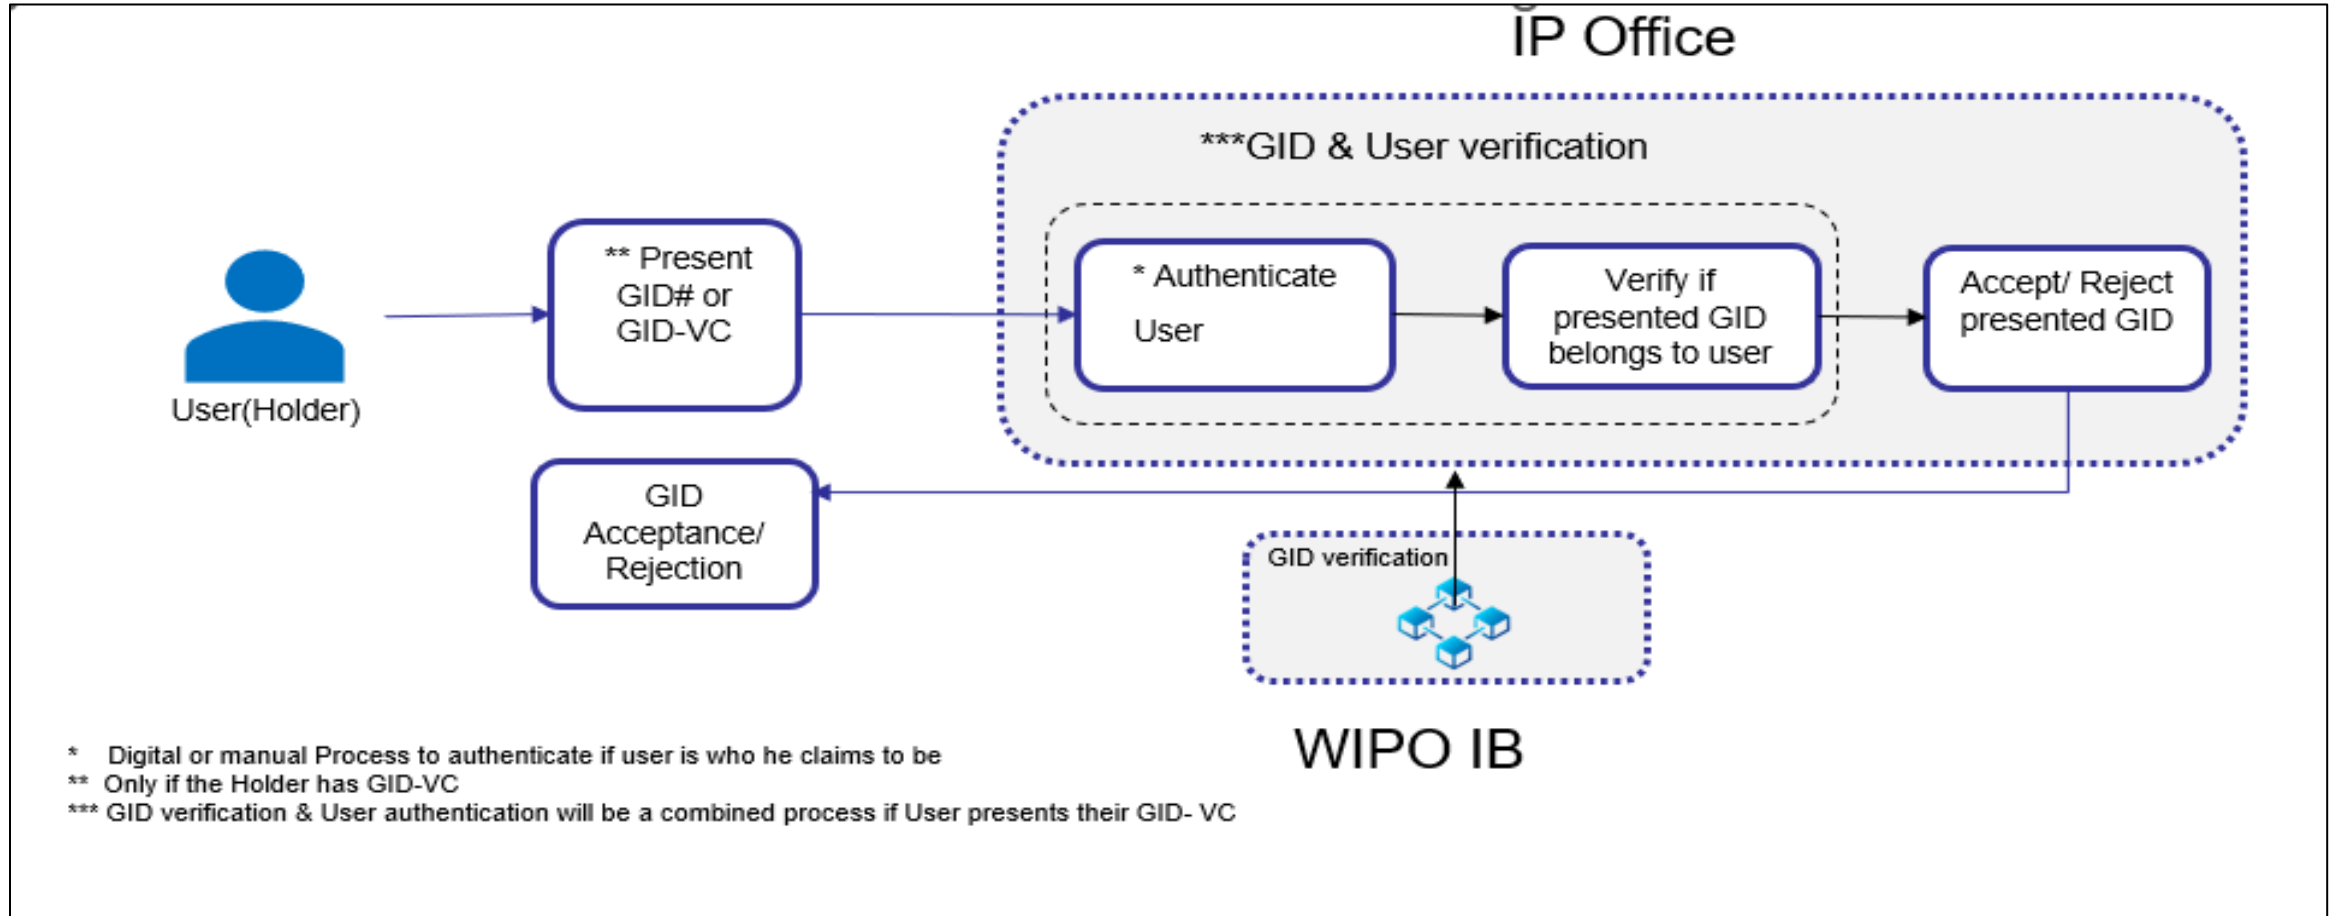 IP Office
***GID & User verification
** Present
GID# or
GID-VC
* Authenticate
User
Verify if
presented GID
belongs to user
Accept/ Reject
presented GID
User(Holder)
GID
Acceptance/
Rejection
GID verification
WIPO IB
* Digital or manual Process to authenticate if user is who he claims to be
** Only if the Holder has GID-VC
*** GID verification & User authentication will be a combined process if User presents their GID- VC